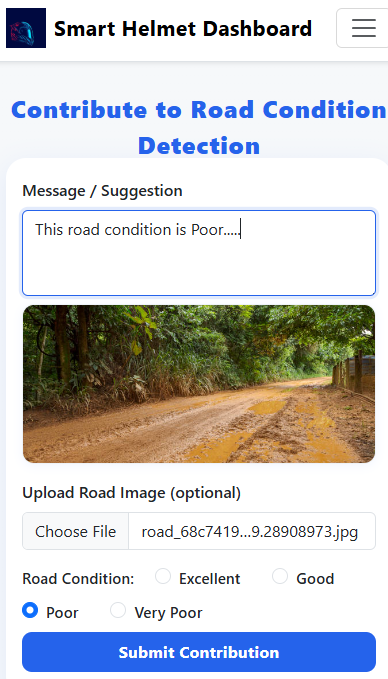 Smart Helmet Dashboard
Contribute to Road Condition
Detection
Message / Suggestion
This road condition is Poor.....
Upload Road Image (optional)
Choose File road_68c7419...9.28908973.jpg
Road Condition: Excellent Good
Poor Very Poor
Submit Contribution